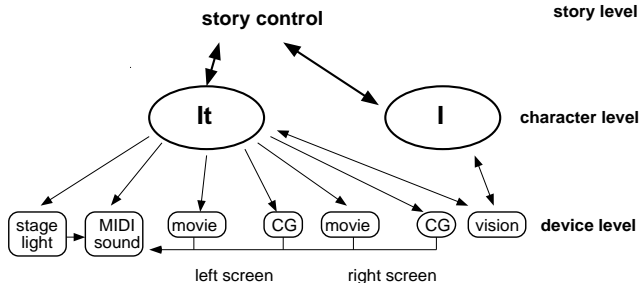 story control
story level
It
I
character level
stage
light
MIDI
sound
movie
CG
movie
CG
vision
device level
left screen
right screen